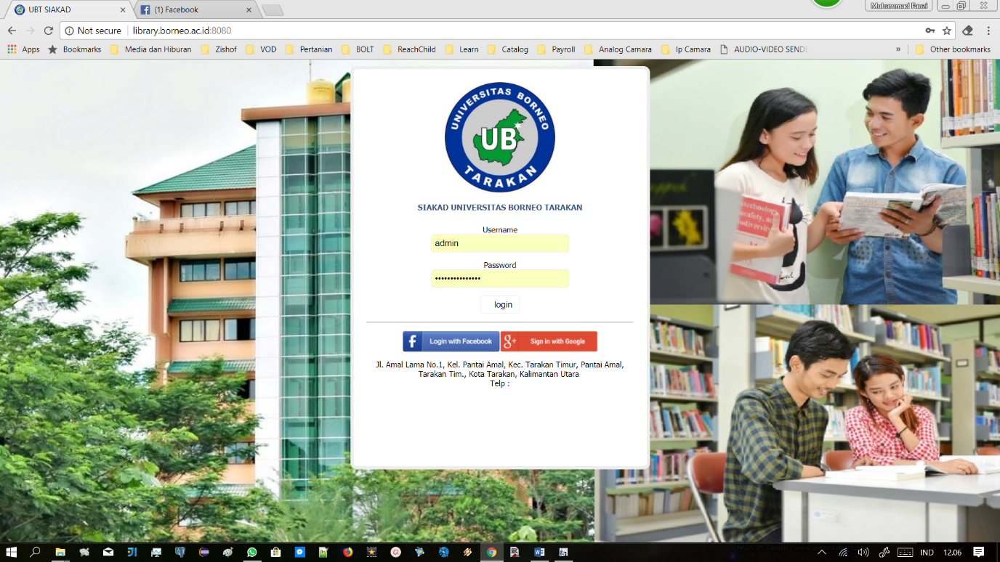 UBT SIAKAD
(1) Facebook
Muhammad Fauzi
Not secure
library.borneo.ac.id:8080
Apps
Bookmarks
Media dan Hiburan
Zishof
VOD
Pertanian
BOLT
ReachChild
Learn
Catalog
Payroll
Analog Camara
Ip Camara
AUDIO-VIDEO SENDE
»
Other bookmarks
UNIVERSITAS BORNEO
UB
TARAKAN
SIAKAD UNIVERSITAS BORNEO TARAKAN
Username
admin
Password
•••••••••••••••
login
f Login with Facebook
g+ Sign in with Google
Jl. Amal Lama No.1, Kel. Pantai Amal, Kec. Tarakan Timur, Pantai Amal,
Tarakan Tim., Kota Tarakan, Kalimantan Utara
Telp :
IND
12.06